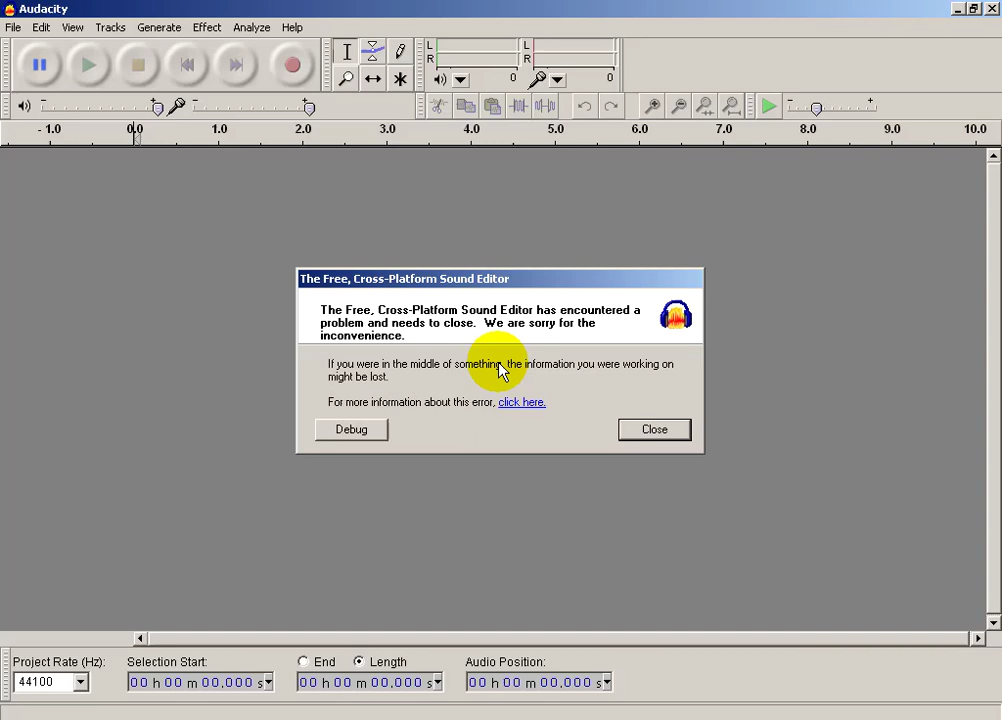 Audacity
File Edit View Tracks Generate Effect Analyze Help
L
R
0
L
R
0
- 1.0 0.0 1.0 2.0 3.0 4.0 5.0 6.0 7.0 8.0 9.0 10.0
The Free, Cross-Platform Sound Editor
The Free, Cross-Platform Sound Editor has encountered a
problem and needs to close. We are sorry for the
inconvenience.
If you were in the middle of something, the information you were working on
might be lost.
For more information about this error, click here.
Debug Close
Project Rate (Hz): Selection Start: End Length Audio Position:
44100 00 h 00 m 00.000 s 00 h 00 m 00.000 s 00 h 00 m 00.000 s